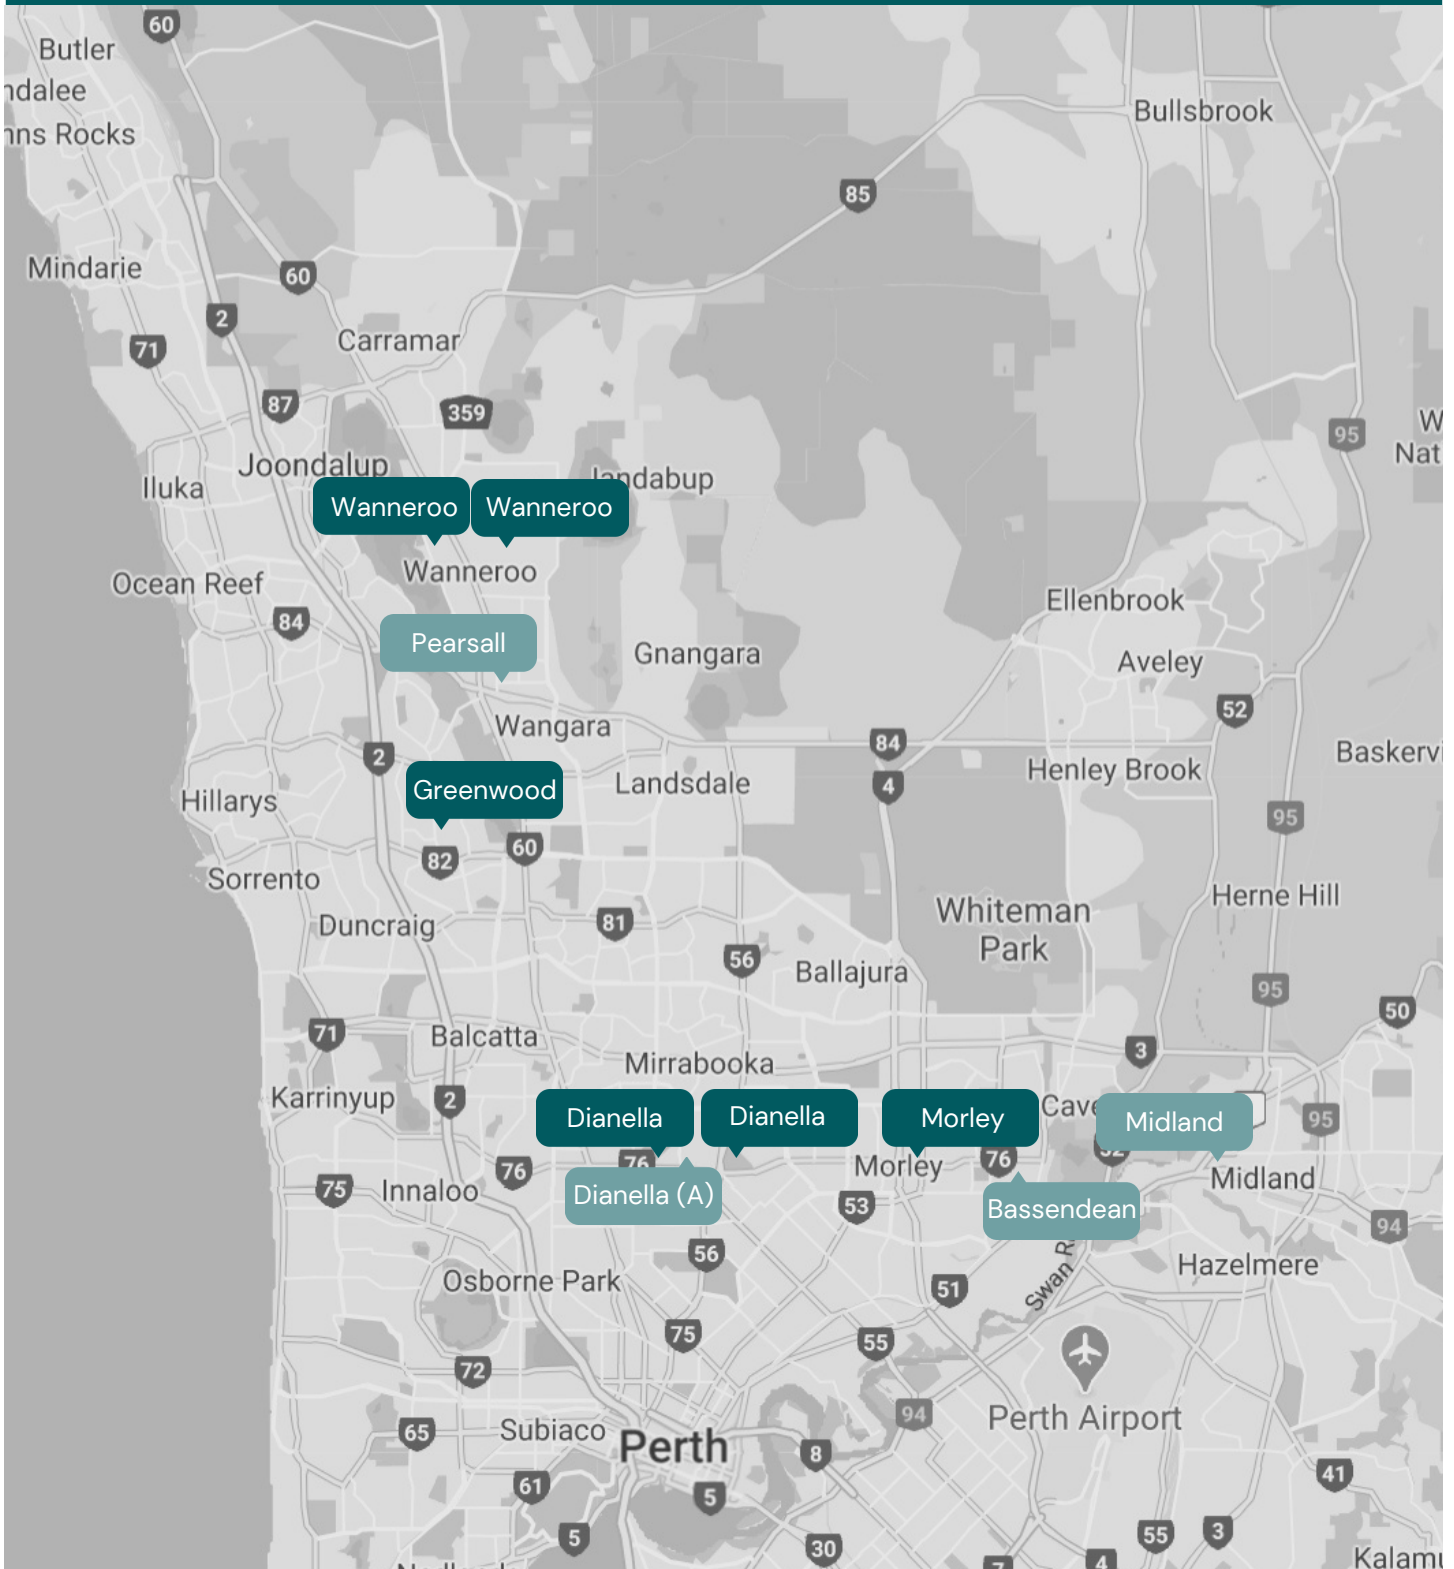 60
Butler
ndalee
nns Rocks
Bullsbrook
85
Mindarie
60
2
71
Carramar
87
359
95
W
Nat
Joondalup
Iluka
Jandabup
Wanneroo
Wanneroo
Wanneroo
Ocean Reef
84
Ellenbrook
Pearsall
Gnangara
Aveley
52
Wangara
2
84
Baskervi
Henley Brook
4
Landsdale
Greenwood
Hillarys
95
60
82
Sorrento
Herne Hill
Whiteman
Park
Duncraig
81
56
Ballajura
95
50
71
Balcatta
3
Mirrabooka
Karrinyup
2
Cave
Dianella
Dianella
Morley
Midland
95
76
76
Morley
76
52
75
Innaloo
Dianella (A)
Midland
53
Bassendean
94
56
Swan R
Hazelmere
Osborne Park
51
75
55
72
94
Perth Airport
65
Subiaco
Perth
8
61
5
41
5
30
55
3
7
4
Kalamu